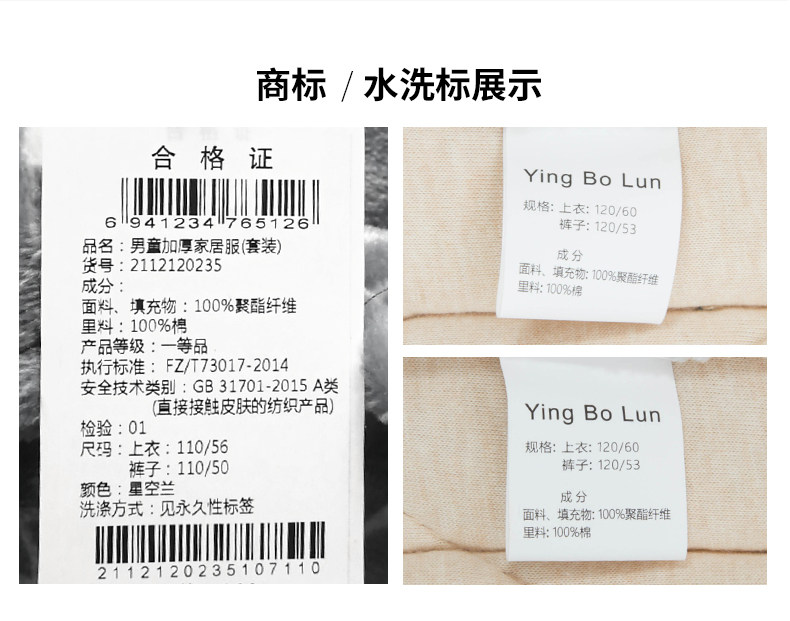 商标 / 水洗标展示
合格证
6 941234 765126
品名：男童加厚家居服(套装)
货号：2112120235
成分：
面料、填充物：100%聚酯纤维
里料：100%棉
产品等级：一等品
执行标准： FZ/T73017-2014
安全技术类别：GB 31701-2015 A类
(直接接触皮肤的纺织产品)
检验：01
尺码：上衣：110/56
裤子：110/50
颜色：星空兰
洗涤方式：见永久性标签
2112120235107110
Ying Bo Lun
规格: 上衣: 120/60
裤子: 120/53
成分
面料、填充物: 100%聚酯纤维
里料: 100%棉
Ying Bo Lun
规格: 上衣: 120/60
裤子: 120/53
成分
面料、填充物: 100%聚酯纤维
里料: 100%棉